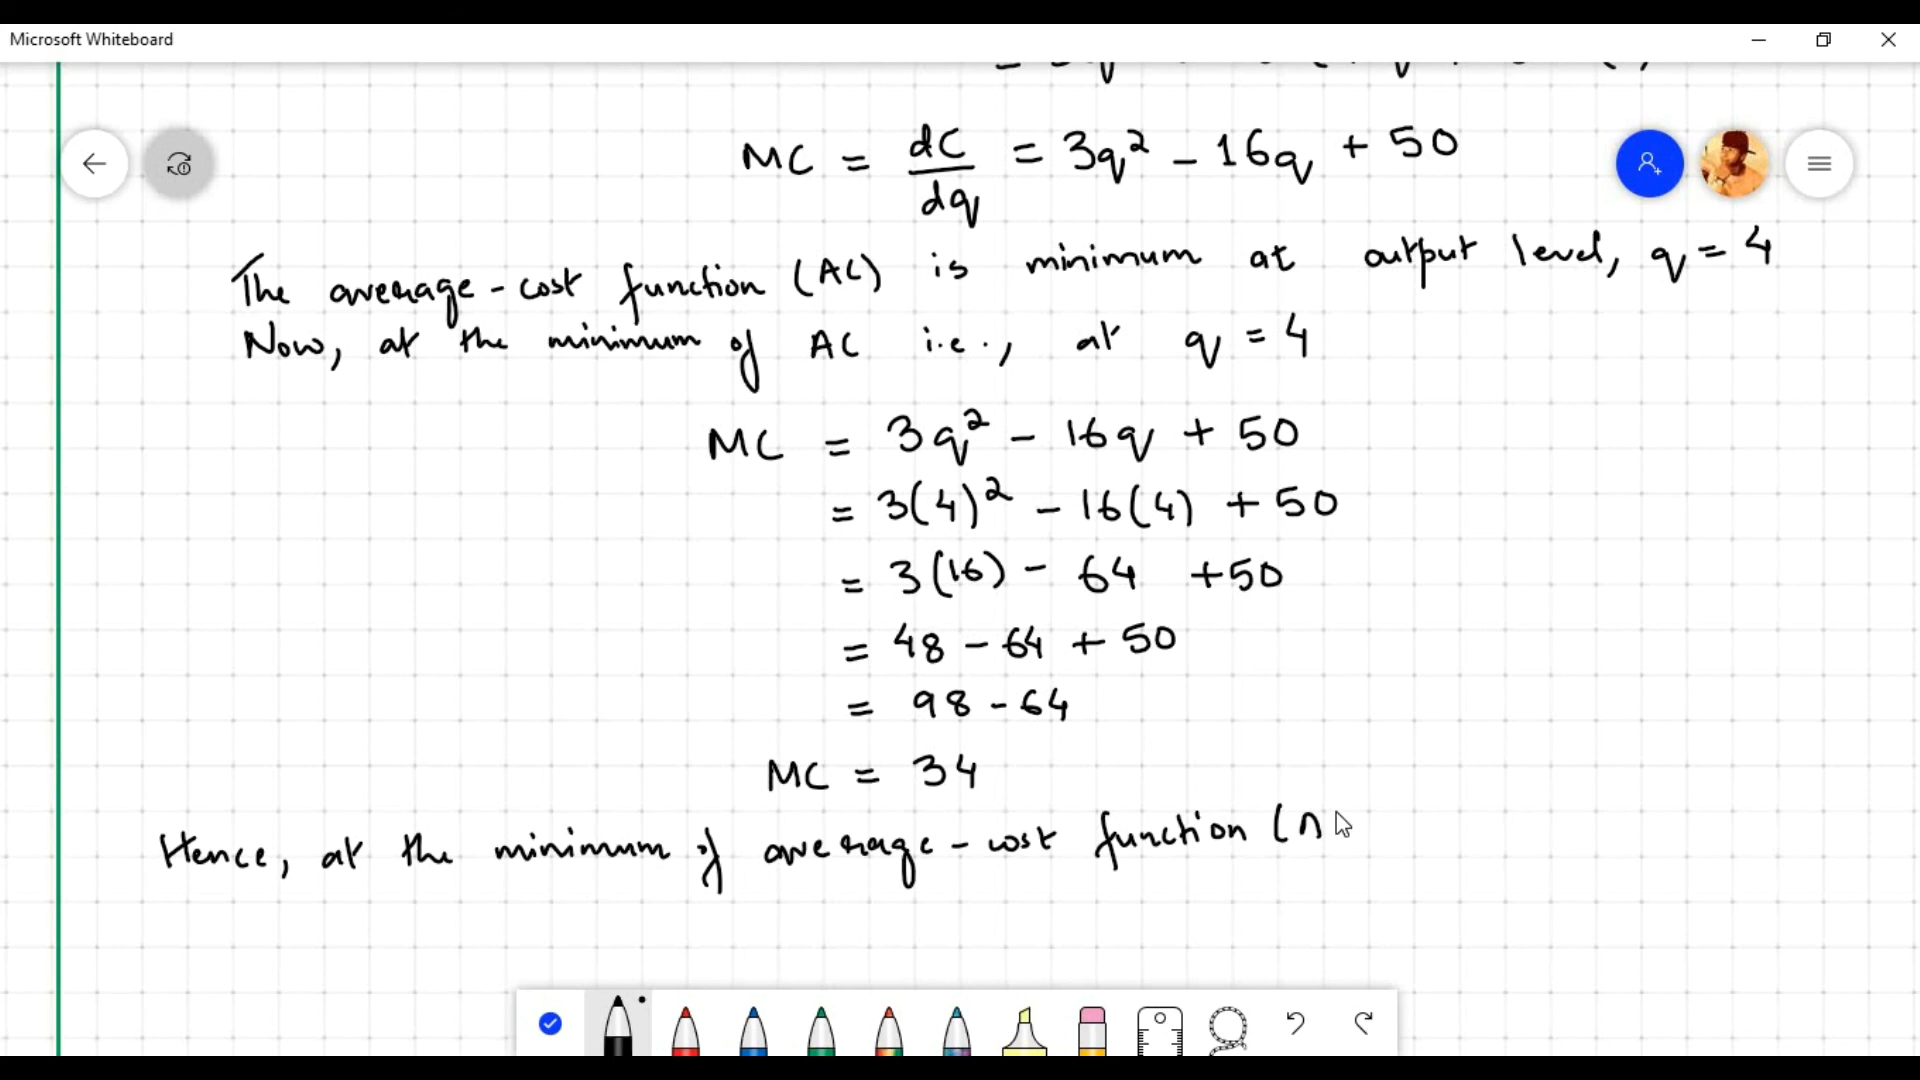 Microsoft Whiteboard
MC = dC/dq = 3q² - 16q + 50
The average-cost function (AC) is minimum at output level, q = 4
Now, at the minimum of AC i.e., at q = 4
MC = 3q² - 16q + 50
= 3(4)² - 16(4) + 50
= 3(16) - 64 + 50
= 48 - 64 + 50
= 98 - 64
MC = 34
Hence, at the minimum of average-cost function (